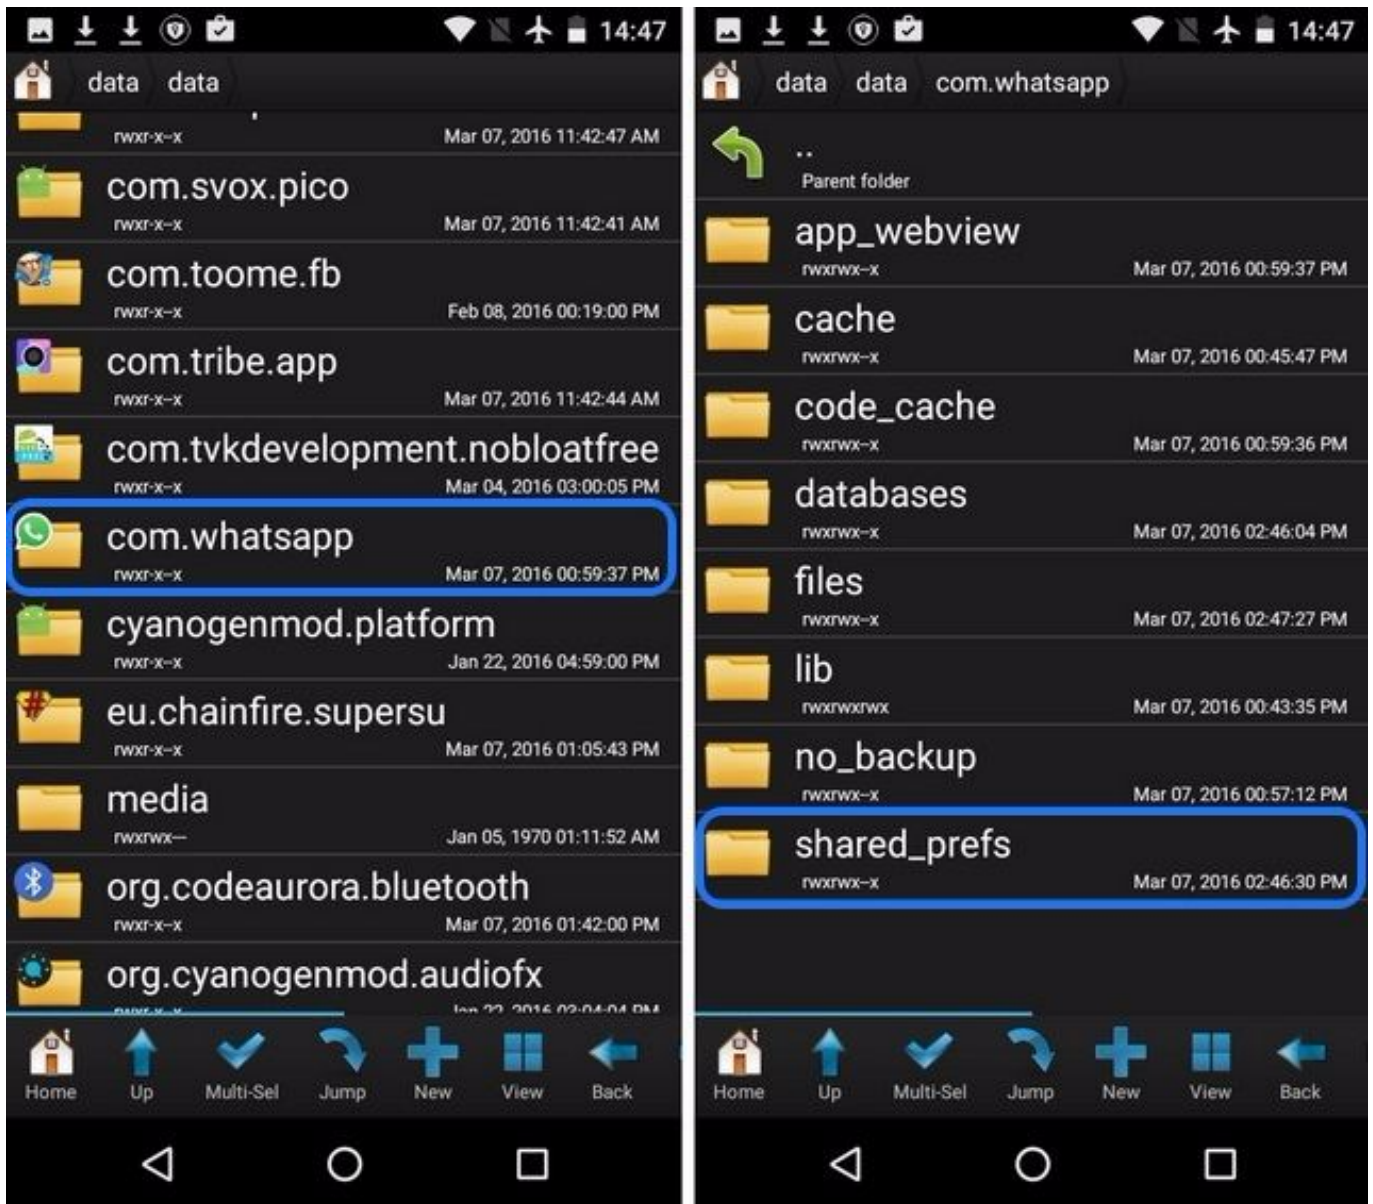 14:47
data data
rwxr-x--x Mar 07, 2016 11:42:47 AM
com.svox.pico
rwxr-x--x Mar 07, 2016 11:42:41 AM
com.toome.fb
rwxr-x--x Feb 08, 2016 00:19:00 PM
com.tribe.app
rwxr-x--x Mar 07, 2016 11:42:44 AM
com.tvkdevelopment.nobloatfree
rwxr-x--x Mar 04, 2016 03:00:05 PM
com.whatsapp
rwxr-x--x Mar 07, 2016 00:59:37 PM
cyanogenmod.platform
rwxr-x--x Jan 22, 2016 04:59:00 PM
eu.chainfire.supersu
rwxr-x--x Mar 07, 2016 01:05:43 PM
media
rwxrwx--- Jan 05, 1970 01:11:52 AM
org.codeaurora.bluetooth
rwxr-x--x Mar 07, 2016 01:42:00 PM
org.cyanogenmod.audiofx
Home Up Multi-Sel Jump New View Back
14:47
data data com.whatsapp
..
Parent folder
app_webview
rwxrwx--x Mar 07, 2016 00:59:37 PM
cache
rwxrwx--x Mar 07, 2016 00:45:47 PM
code_cache
rwxrwx--x Mar 07, 2016 00:59:36 PM
databases
rwxrwx--x Mar 07, 2016 02:46:04 PM
files
rwxrwx--x Mar 07, 2016 02:47:27 PM
lib
rwxrwxrwx Mar 07, 2016 00:43:35 PM
no_backup
rwxrwx--x Mar 07, 2016 00:57:12 PM
shared_prefs
rwxrwx--x Mar 07, 2016 02:46:30 PM
Home Up Multi-Sel Jump New View Back